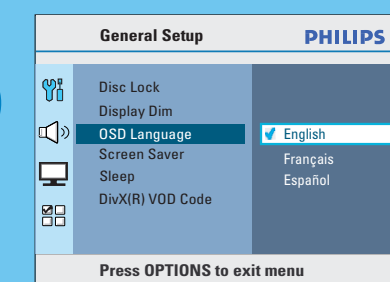 General Setup
PHILIPS
Disc Lock
Display Dim
OSD Language
Screen Saver
Sleep
DivX(R) VOD Code
English
Français
Español
Press OPTIONS to exit menu